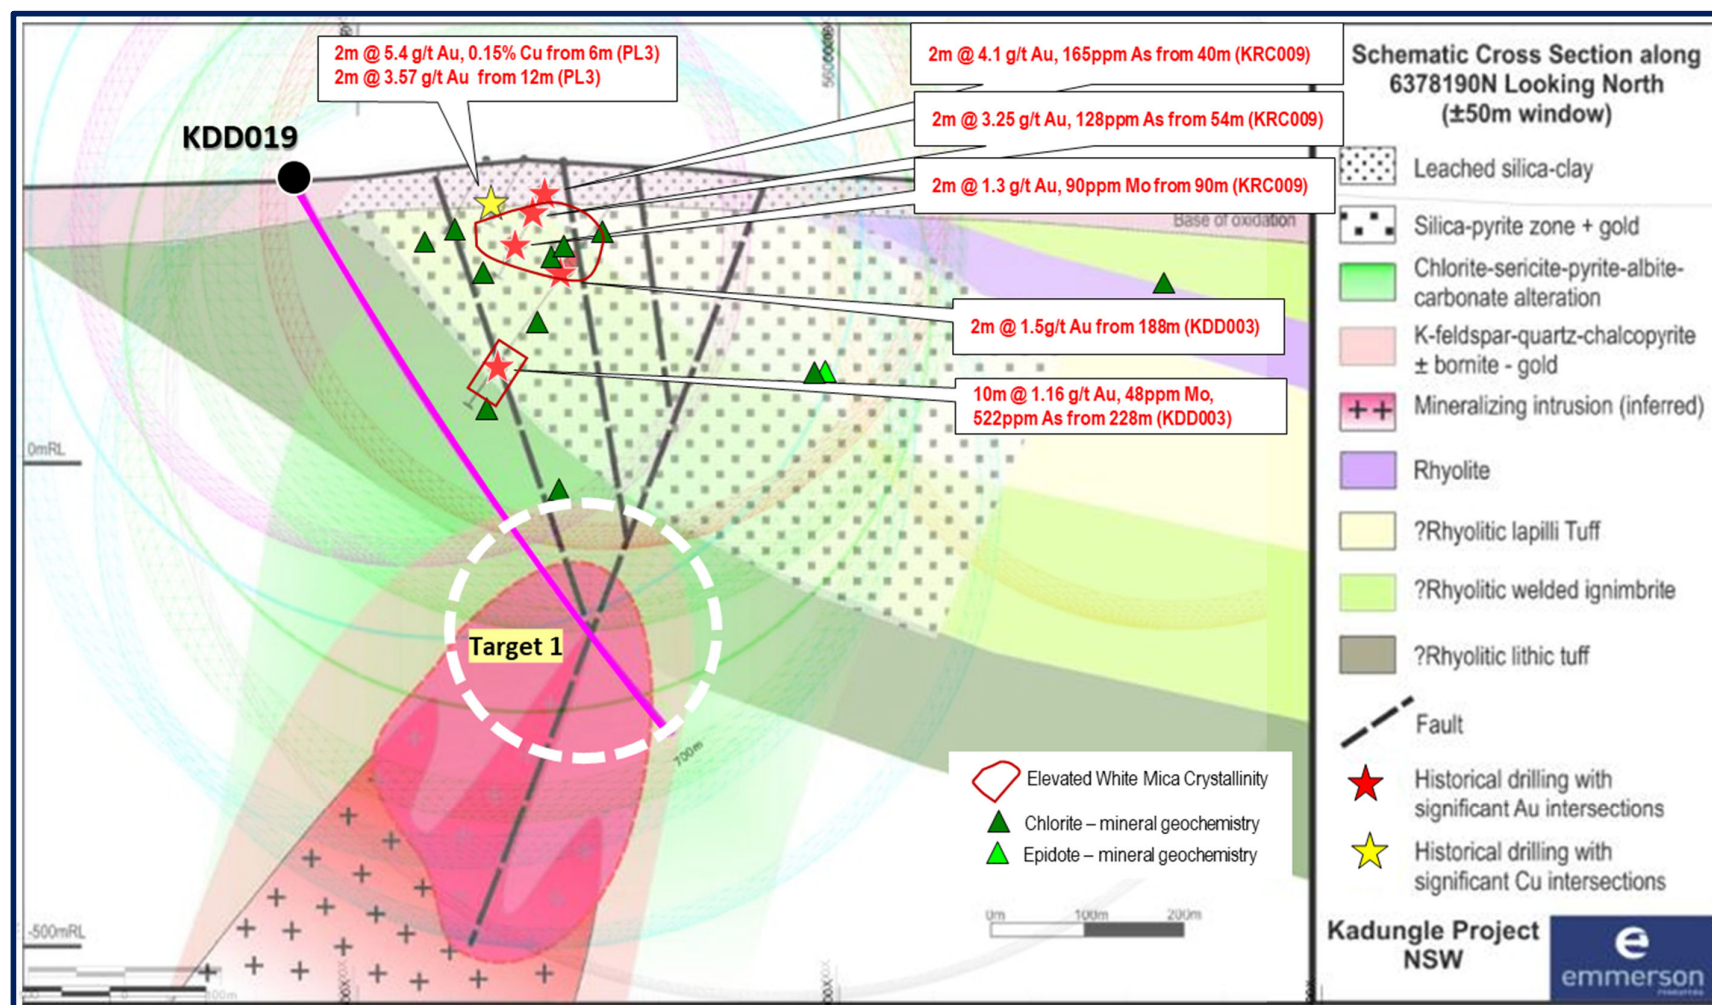 2m @ 5.4 g/t Au, 0.15% Cu from 6m (PL3)
2m @ 3.57 g/t Au from 12m (PL3)
2m @ 4.1 g/t Au, 165ppm As from 40m (KRC009)
2m @ 3.25 g/t Au, 128ppm As from 54m (KRC009)
2m @ 1.3 g/t Au, 90ppm Mo from 90m (KRC009)
KDD019
Base of oxidation
2m @ 1.5g/t Au from 188m (KDD003)
10m @ 1.16 g/t Au, 48ppm Mo,
522ppm As from 228m (KDD003)
0mRL
Target 1
700m
-500mRL
Elevated White Mica Crystallinity
Chlorite – mineral geochemistry
Epidote – mineral geochemistry
0m
100m
200m
Schematic Cross Section along
6378190N Looking North
(±50m window)
Leached silica-clay
Silica-pyrite zone + gold
Chlorite-sericite-pyrite-albite-
carbonate alteration
K-feldspar-quartz-chalcopyrite
± bornite - gold
Mineralizing intrusion (inferred)
Rhyolite
?Rhyolitic lapilli Tuff
?Rhyolitic welded ignimbrite
?Rhyolitic lithic tuff
Fault
Historical drilling with
significant Au intersections
Historical drilling with
significant Cu intersections
Kadungle Project
NSW
emmerson